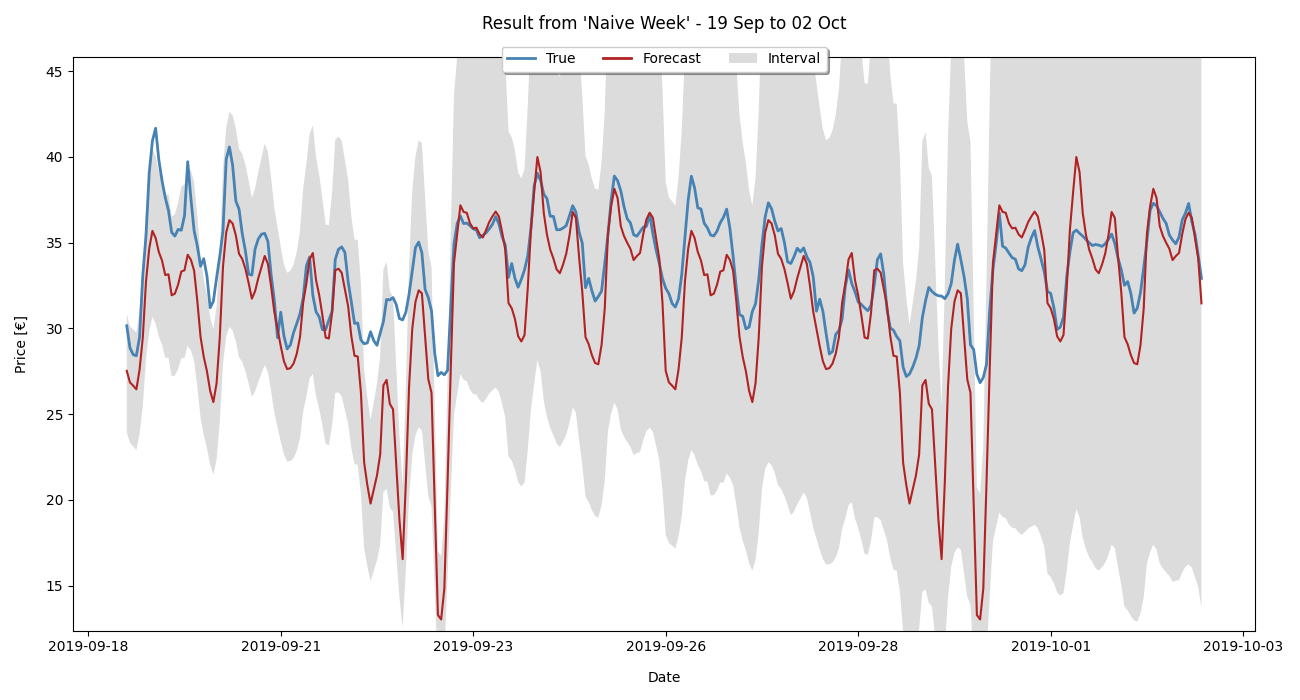 Result from 'Naive Week' - 19 Sep to 02 Oct
True Forecast Interval
Price [€]
45
40
35
30
25
20
15
2019-09-18 2019-09-21 2019-09-23 2019-09-26 2019-09-28 2019-10-01 2019-10-03
Date